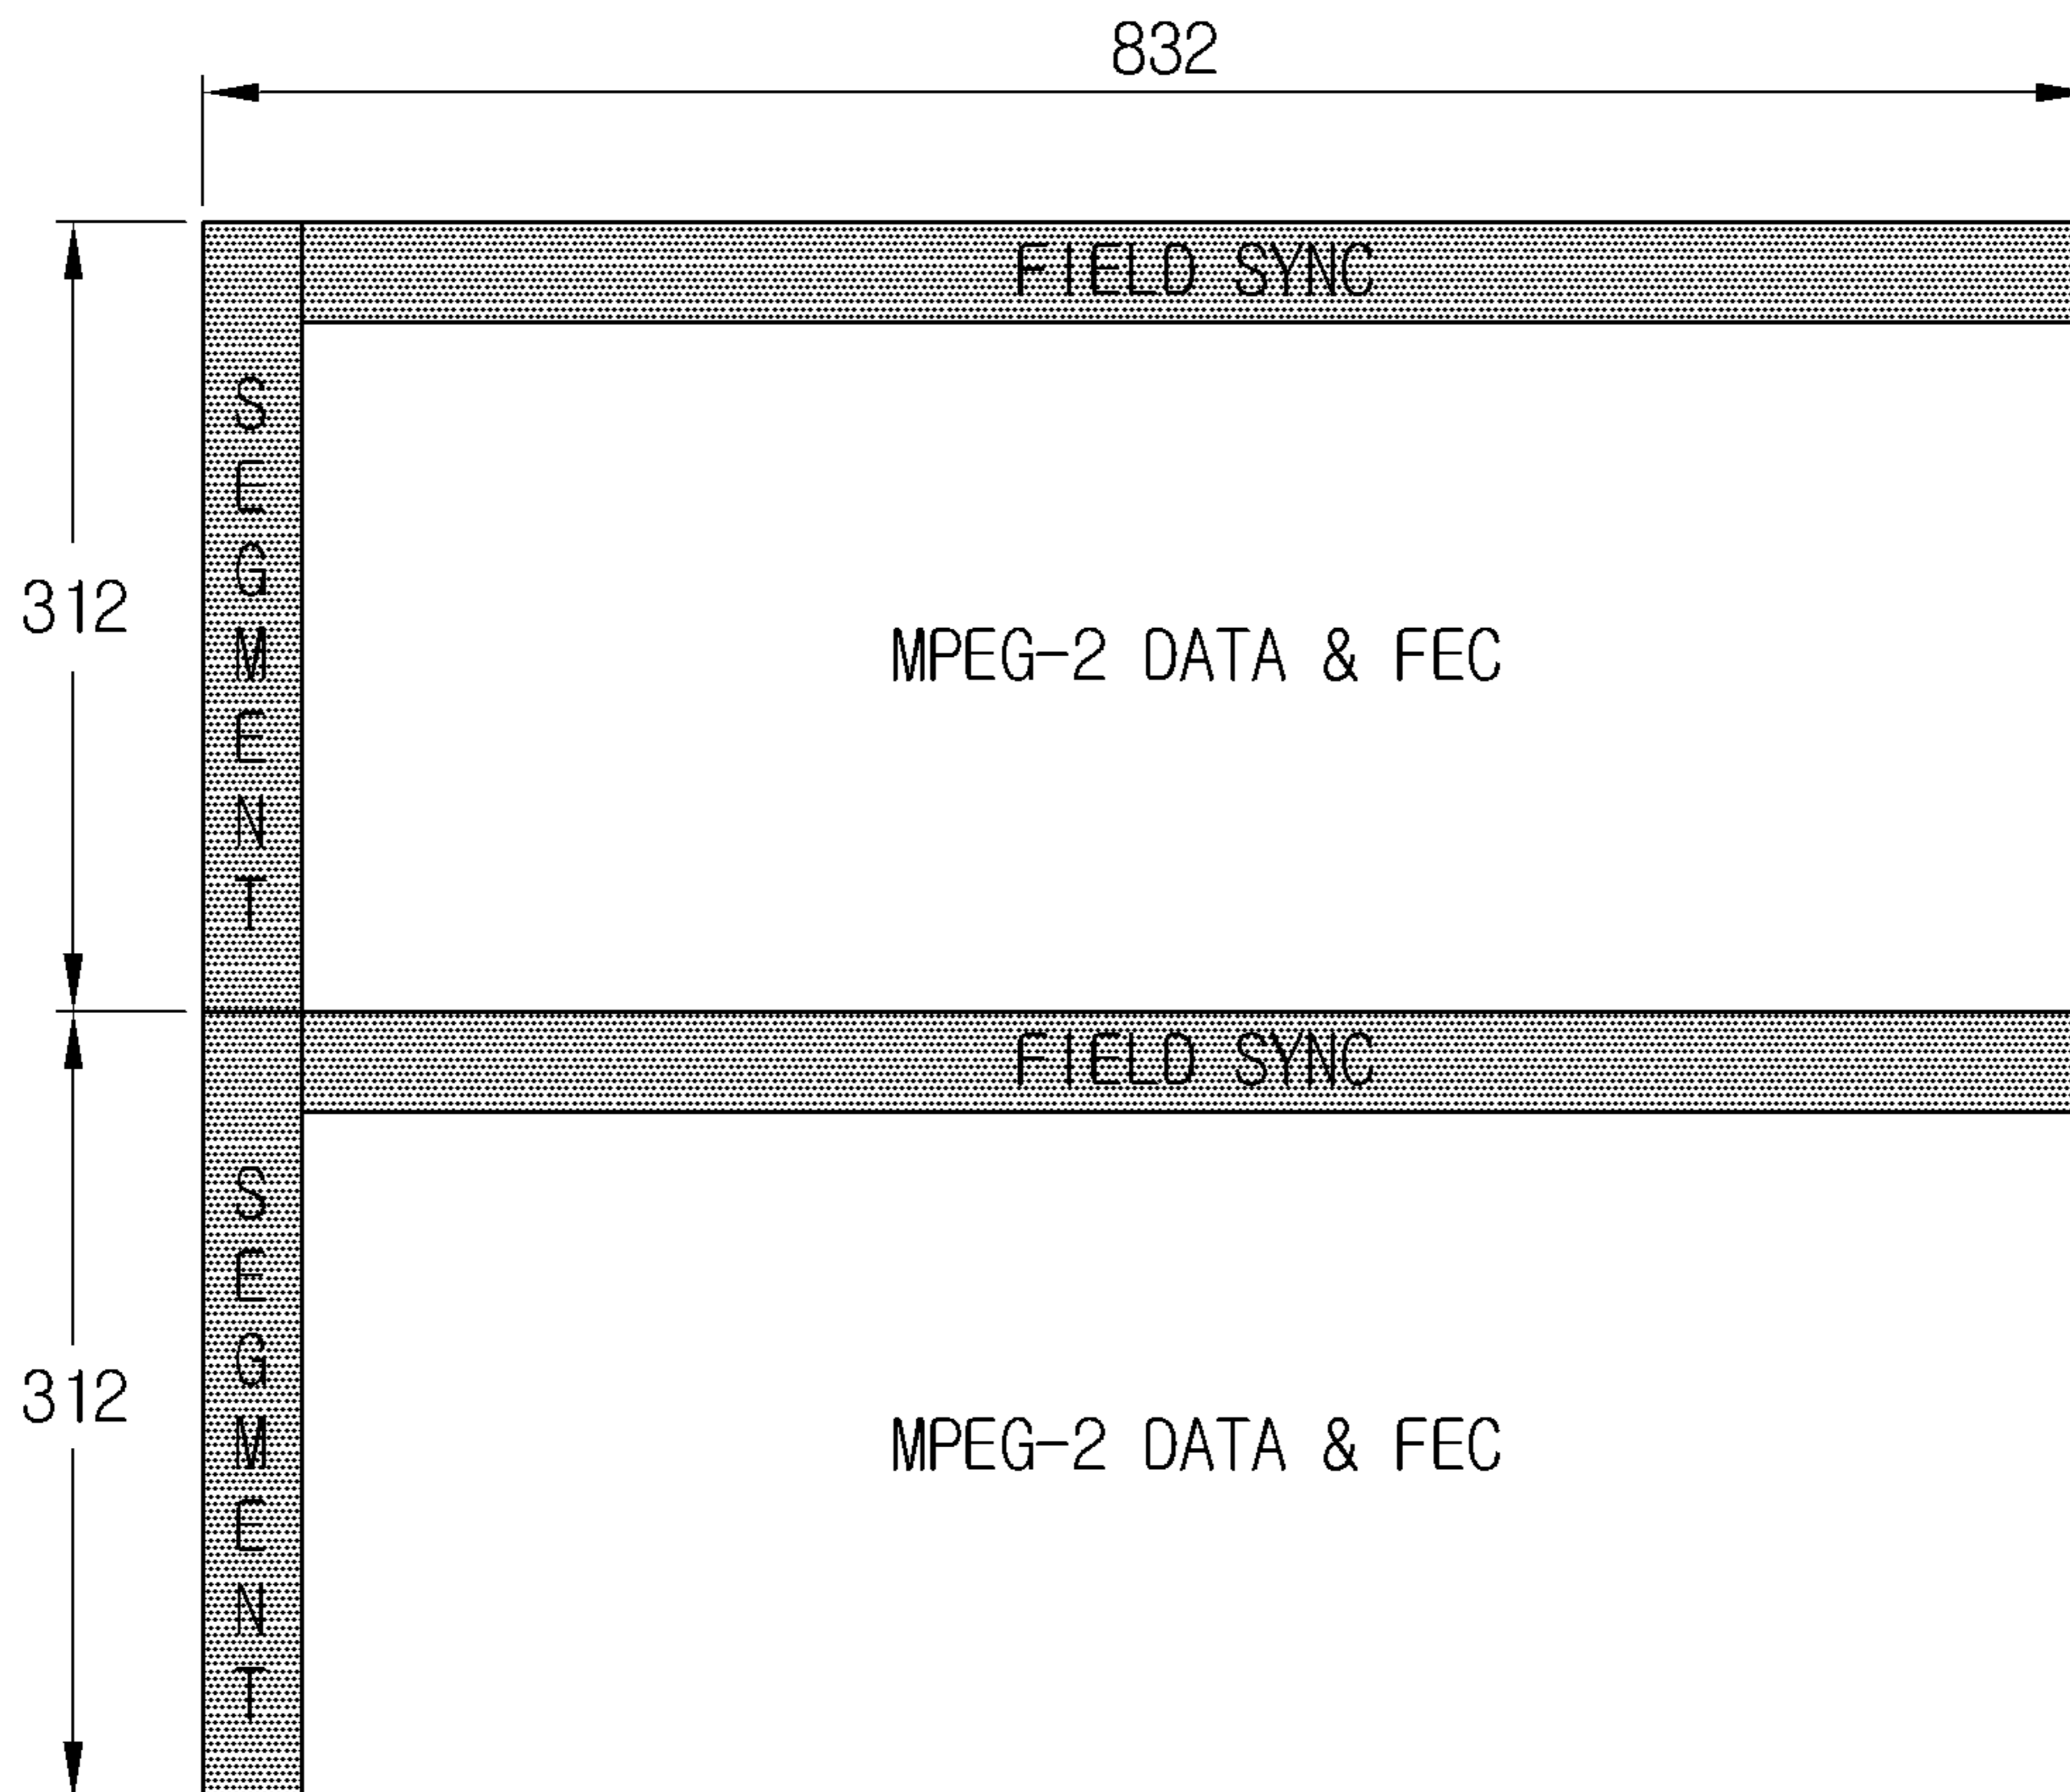 832
FIELD SYNC
SEGMENT
312
MPEG-2 DATA & FEC
FIELD SYNC
SEGMENT
312
MPEG-2 DATA & FEC